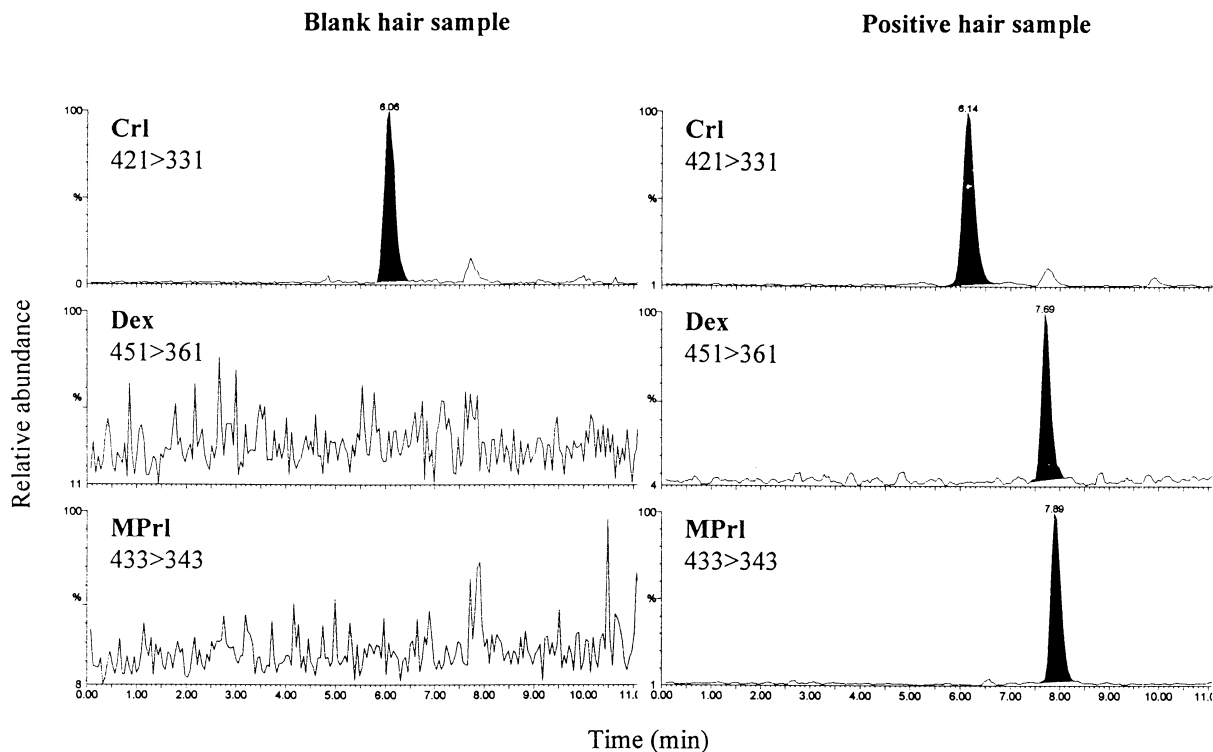 Blank hair sample
Positive hair sample
Relative abundance
Crl
421>331
100
%
0
6.06
Dex
451>361
100
%
11
MPrl
433>343
100
%
8
0.00 1.00 2.00 3.00 4.00 5.00 6.00 7.00 8.00 9.00 10.00 11.0
Crl
421>331
100
%
1
6.14
Dex
451>361
100
%
4
7.69
MPrl
433>343
100
%
1
7.89
0.00 1.00 2.00 3.00 4.00 5.00 6.00 7.00 8.00 9.00 10.00 11.0
Time (min)